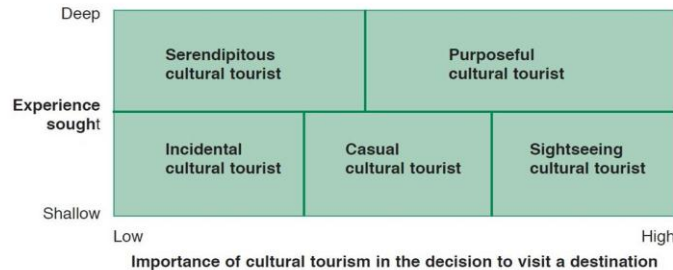 Deep
Serendipitous
cultural tourist
Purposeful
cultural tourist
Experience
sought
Incidental
cultural tourist
Casual
cultural tourist
Sightseeing
cultural tourist
Shallow
Low
High
Importance of cultural tourism in the decision to visit a destination